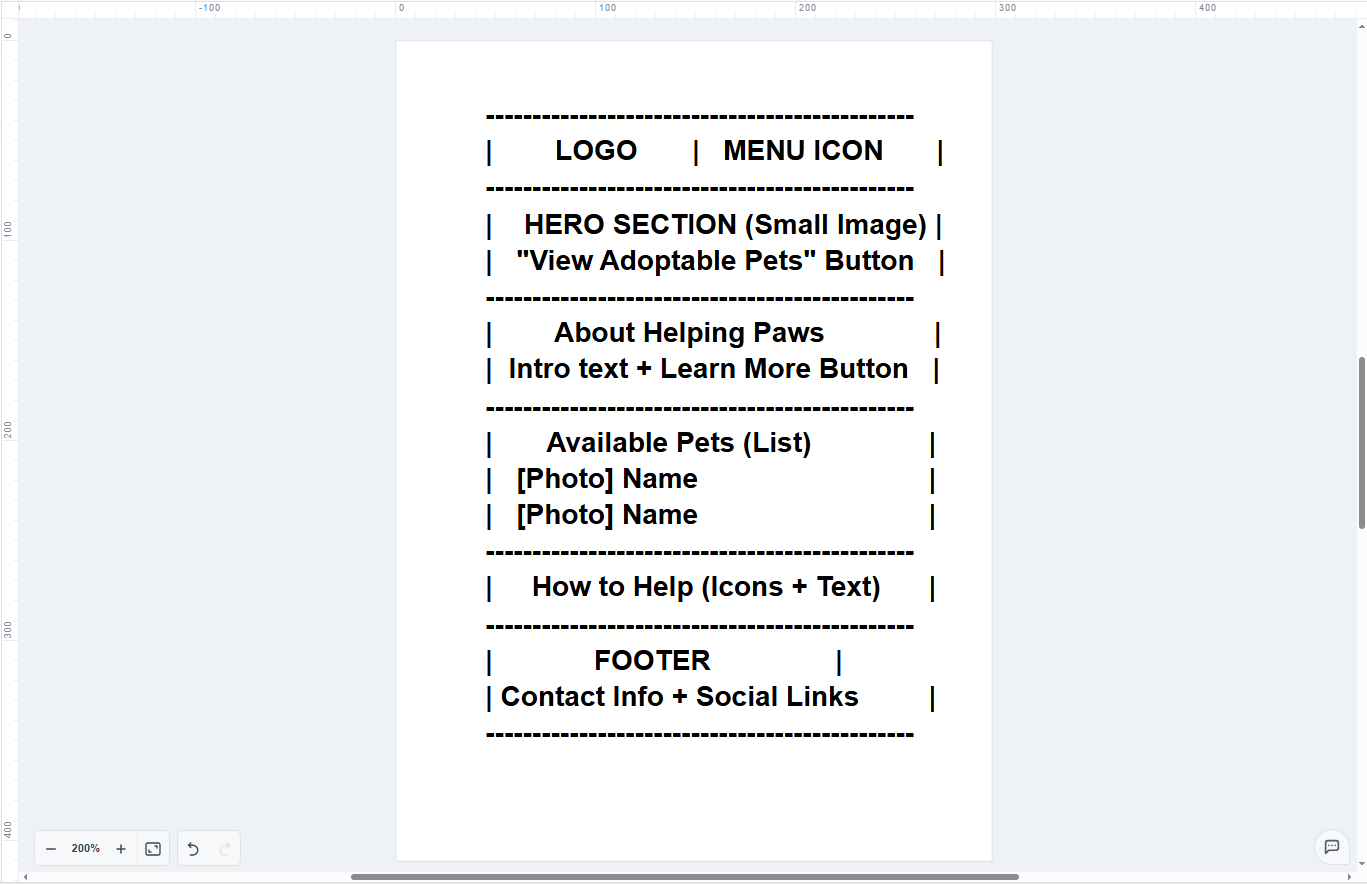 -100 0 100 200 300 400
0
100
200
300
400
----------------------------------------------
| LOGO | MENU ICON |
----------------------------------------------
| HERO SECTION (Small Image) |
| "View Adoptable Pets" Button |
----------------------------------------------
| About Helping Paws |
| Intro text + Learn More Button |
----------------------------------------------
| Available Pets (List) |
| [Photo] Name |
| [Photo] Name |
----------------------------------------------
| How to Help (Icons + Text) |
----------------------------------------------
| FOOTER |
| Contact Info + Social Links |
----------------------------------------------
200%